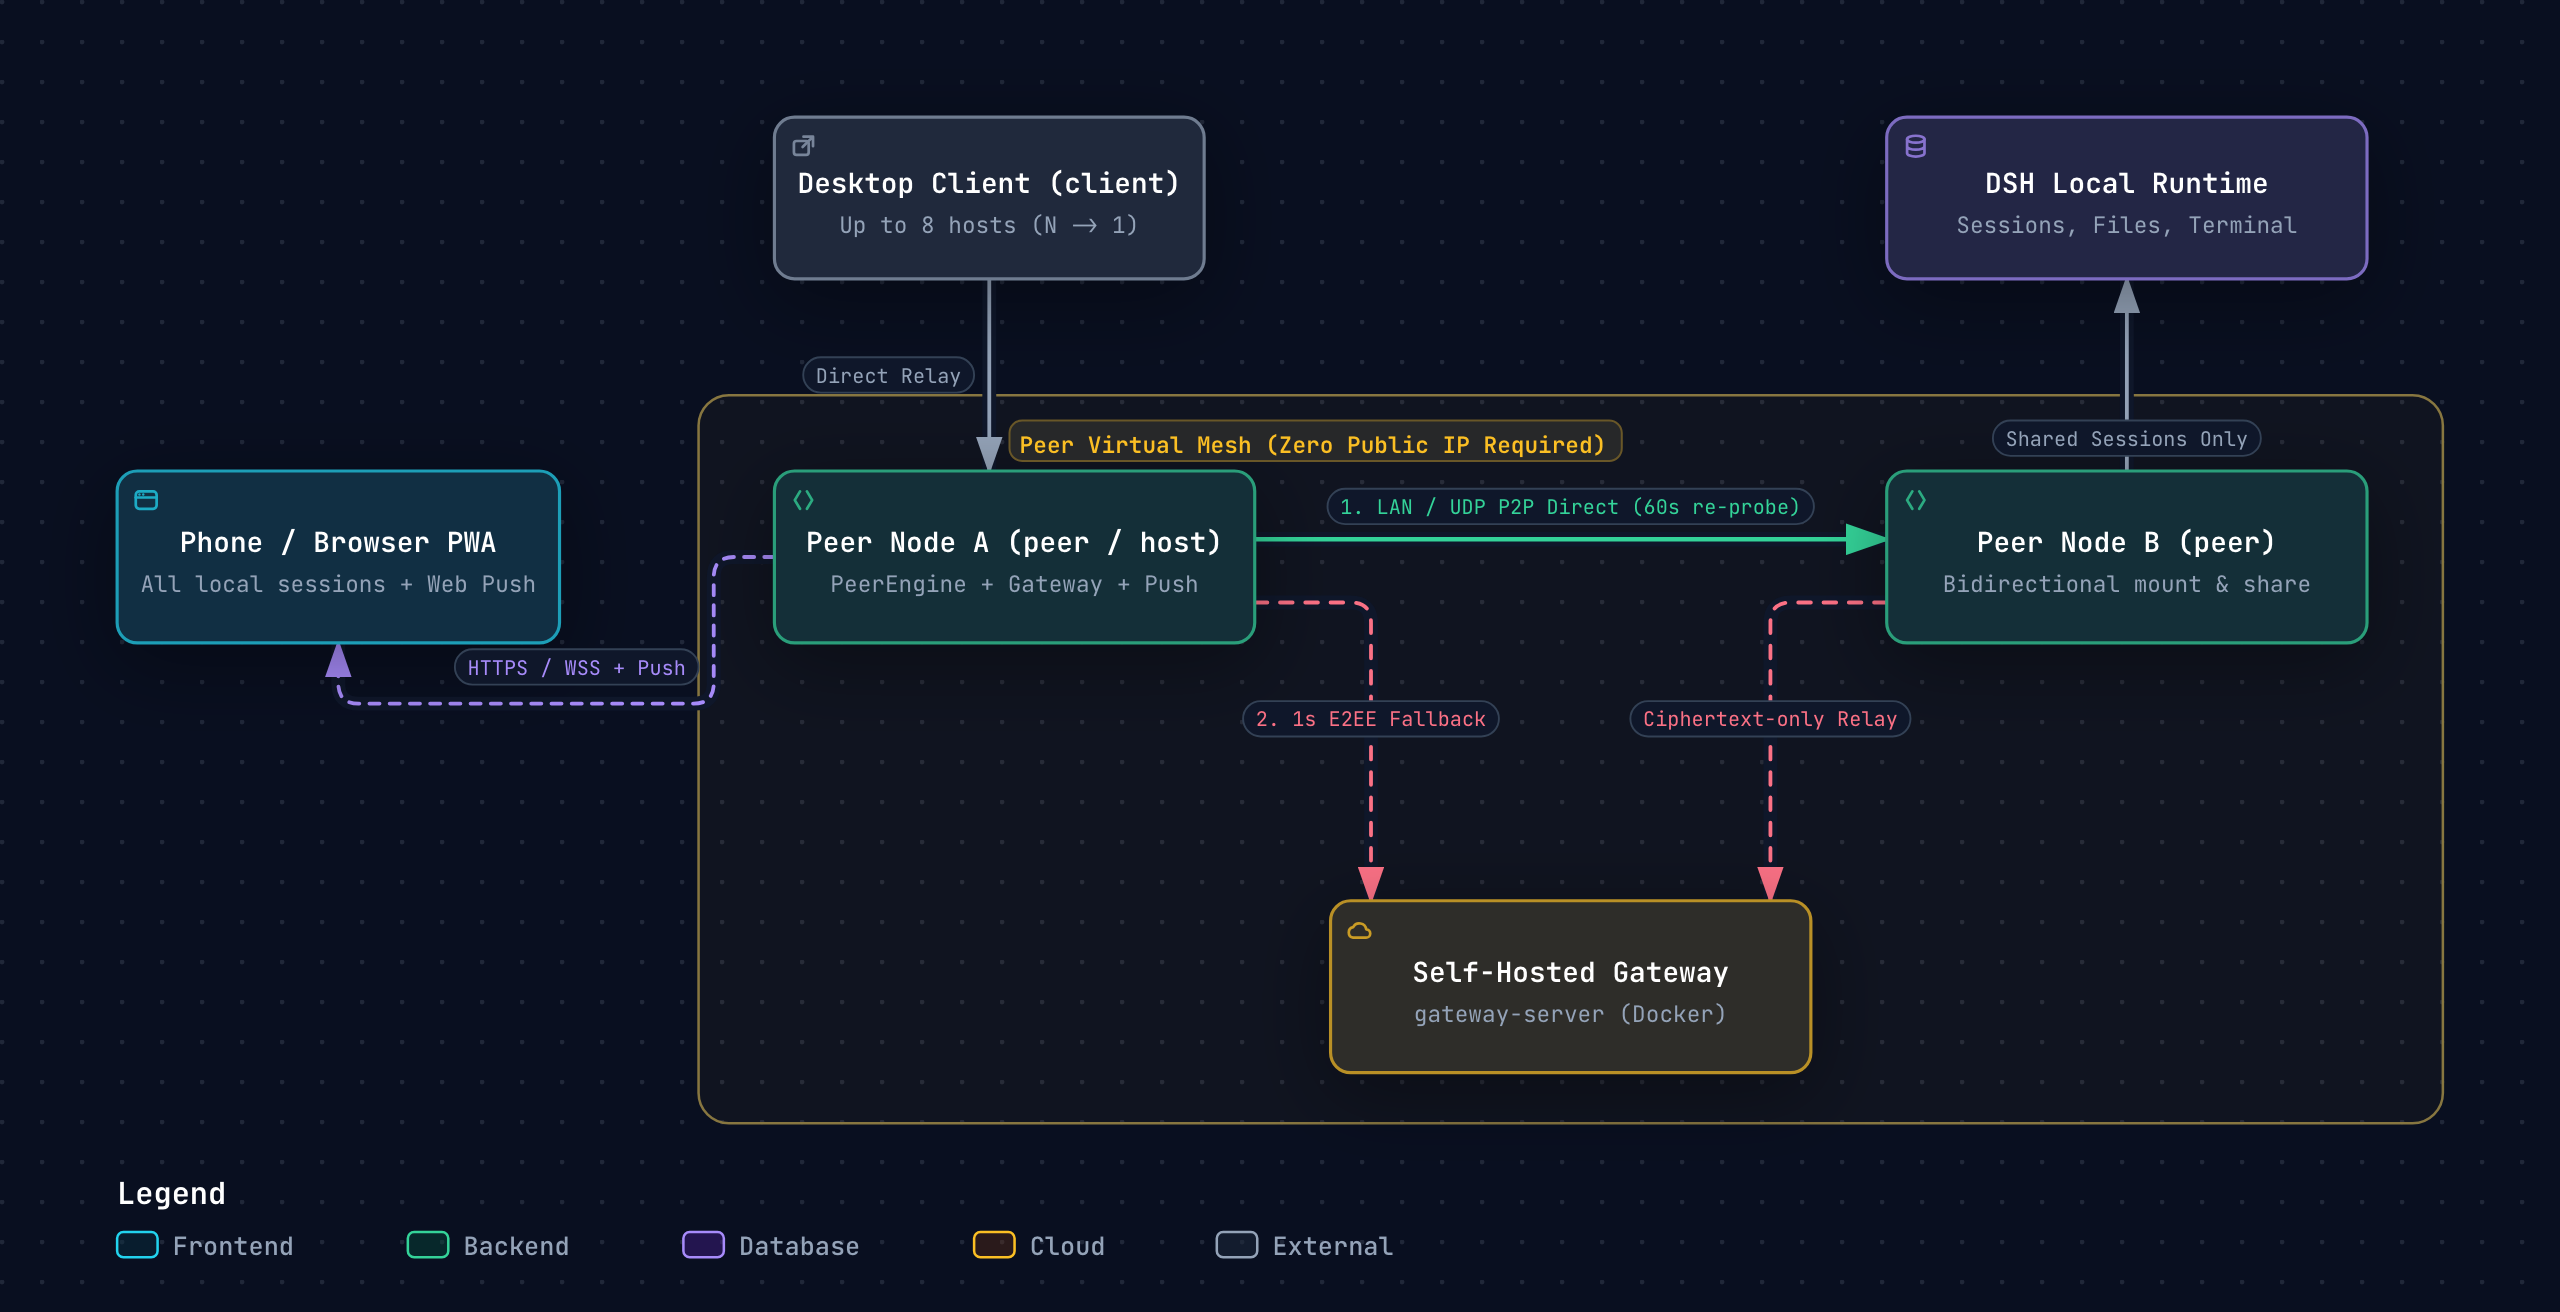 Desktop Client (client)
Up to 8 hosts (N → 1)
DSH Local Runtime
Sessions, Files, Terminal
Direct Relay
Peer Virtual Mesh (Zero Public IP Required)
Shared Sessions Only
Phone / Browser PWA
All local sessions + Web Push
Peer Node A (peer / host)
PeerEngine + Gateway + Push
1. LAN / UDP P2P Direct (60s re-probe)
Peer Node B (peer)
Bidirectional mount & share
HTTPS / WSS + Push
2. 1s E2EE Fallback
Ciphertext-only Relay
Self-Hosted Gateway
gateway-server (Docker)
Legend
Frontend
Backend
Database
Cloud
External